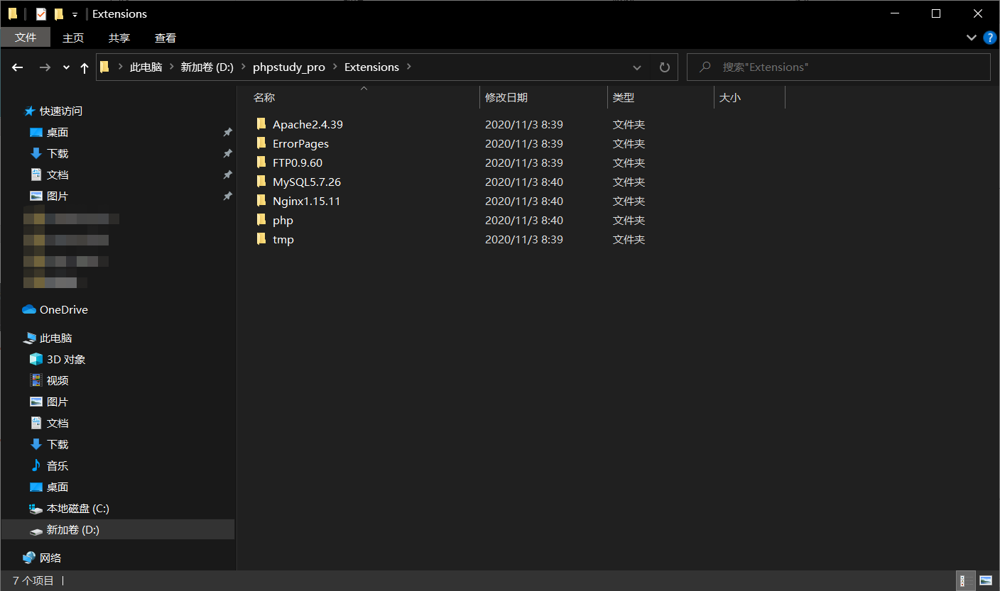 Extensions
文件 主页 共享 查看
此电脑 新加卷 (D:) phpstudy_pro Extensions 搜索"Extensions"
名称 修改日期 类型 大小
快速访问
桌面
下载
文档
图片
OneDrive
此电脑
3D 对象
视频
图片
文档
下载
音乐
桌面
本地磁盘 (C:)
新加卷 (D:)
网络
Apache2.4.39 2020/11/3 8:39 文件夹
ErrorPages 2020/11/3 8:39 文件夹
FTP0.9.60 2020/11/3 8:39 文件夹
MySQL5.7.26 2020/11/3 8:40 文件夹
Nginx1.15.11 2020/11/3 8:40 文件夹
php 2020/11/3 8:40 文件夹
tmp 2020/11/3 8:39 文件夹
7 个项目